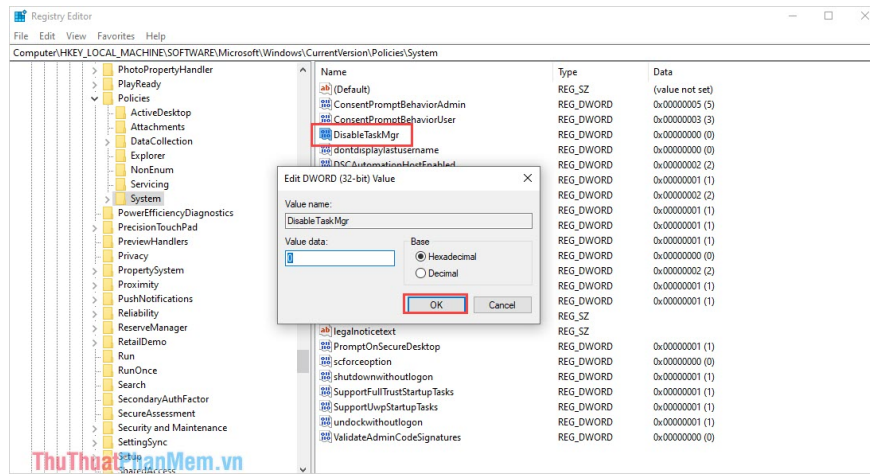 Registry Editor
File Edit View Favorites Help
Computer\HKEY_LOCAL_MACHINE\SOFTWARE\Microsoft\Windows\CurrentVersion\Policies\System
PhotoPropertyHandler
PlayReady
Policies
ActiveDesktop
Attachments
DataCollection
Explorer
NonEnum
Servicing
System
PowerEfficiencyDiagnostics
PrecisionTouchPad
PreviewHandlers
Privacy
PropertySystem
Proximity
PushNotifications
Reliability
ReserveManager
RetailDemo
Run
RunOnce
Search
SecondaryAuthFactor
SecureAssessment
Security and Maintenance
SettingSync
Setup
SharedAccess
Name Type Data
(Default) REG_SZ (value not set)
ConsentPromptBehaviorAdmin REG_DWORD 0x00000005 (5)
ConsentPromptBehaviorUser REG_DWORD 0x00000003 (3)
DisableTaskMgr REG_DWORD 0x00000000 (0)
dontdisplaylastusername REG_DWORD 0x00000000 (0)
DSCAutomationHostEnabled REG_DWORD 0x00000002 (2)
REG_DWORD 0x00000001 (1)
REG_DWORD 0x00000002 (2)
REG_DWORD 0x00000001 (1)
REG_DWORD 0x00000001 (1)
REG_DWORD 0x00000001 (1)
REG_DWORD 0x00000000 (0)
REG_DWORD 0x00000002 (2)
REG_DWORD 0x00000001 (1)
REG_DWORD 0x00000001 (1)
REG_SZ
legalnoticetext REG_SZ
PromptOnSecureDesktop REG_DWORD 0x00000001 (1)
scforceoption REG_DWORD 0x00000000 (0)
shutdownwithoutlogon REG_DWORD 0x00000001 (1)
SupportFullTrustStartupTasks REG_DWORD 0x00000001 (1)
SupportUwpStartupTasks REG_DWORD 0x00000001 (1)
undockwithoutlogon REG_DWORD 0x00000001 (1)
ValidateAdminCodeSignatures REG_DWORD 0x00000000 (0)
Edit DWORD (32-bit) Value
Value name:
DisableTaskMgr
Value data:
0
Base
Hexadecimal
Decimal
OK Cancel
ThuThuatPhanMem.vn